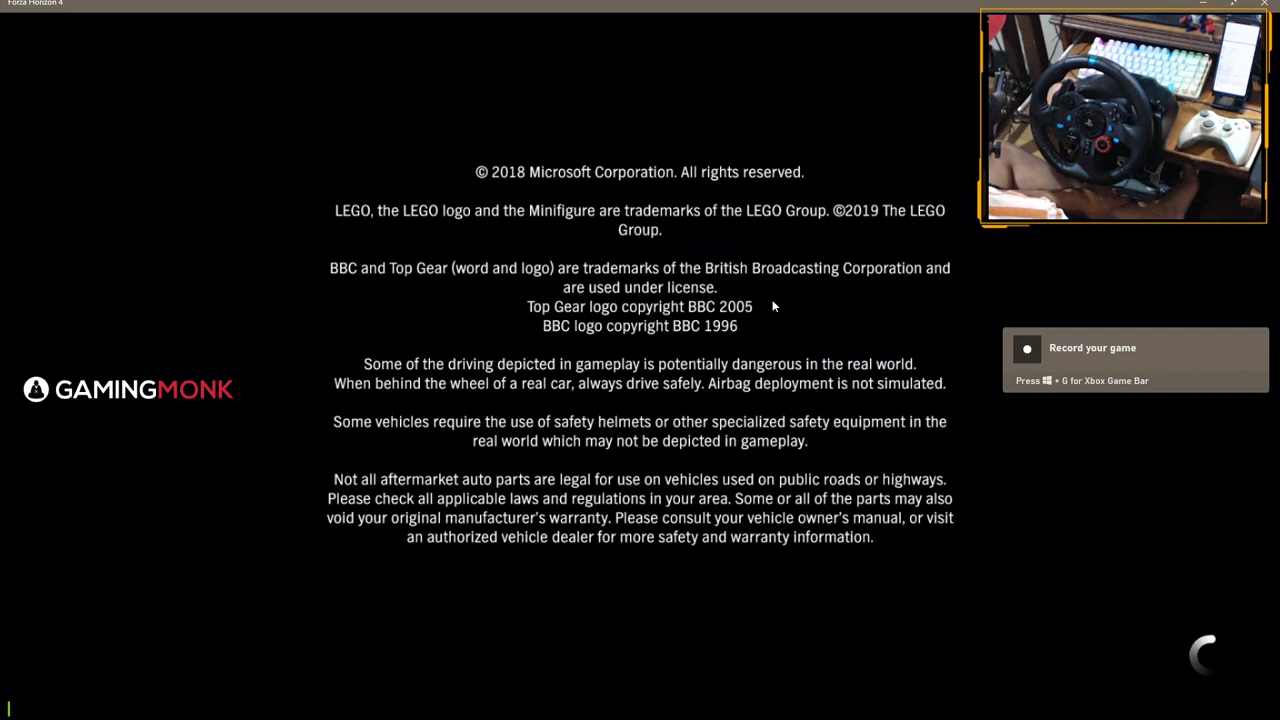 Forza Horizon 4
© 2018 Microsoft Corporation. All rights reserved.
LEGO, the LEGO logo and the Minifigure are trademarks of the LEGO Group. ©2019 The LEGO
Group.
BBC and Top Gear (word and logo) are trademarks of the British Broadcasting Corporation and
are used under license.
Top Gear logo copyright BBC 2005
BBC logo copyright BBC 1996
Record your game
Press + G for Xbox Game Bar
Some of the driving depicted in gameplay is potentially dangerous in the real world.
When behind the wheel of a real car, always drive safely. Airbag deployment is not simulated.
GAMINGMONK
Some vehicles require the use of safety helmets or other specialized safety equipment in the
real world which may not be depicted in gameplay.
Not all aftermarket auto parts are legal for use on vehicles used on public roads or highways.
Please check all applicable laws and regulations in your area. Some or all of the parts may also
void your original manufacturer's warranty. Please consult your vehicle owner's manual, or visit
an authorized vehicle dealer for more safety and warranty information.